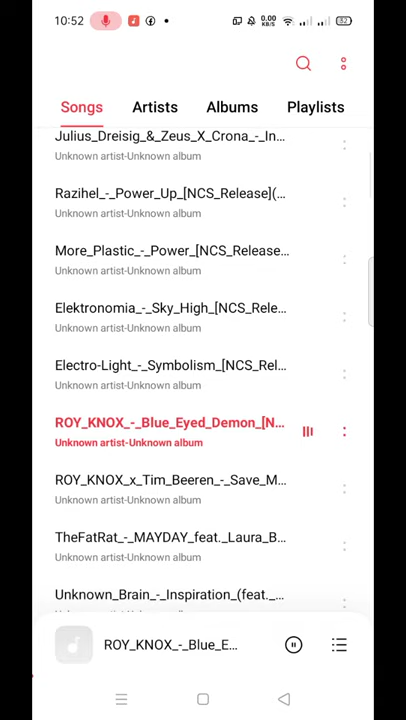 10:52 0.00 KB/S 52
Songs Artists Albums Playlists
Julius_Dreisig_&_Zeus_X_Crona_-_In...
Unknown artist-Unknown album
Razihel_-_Power_Up_[NCS_Release](...
Unknown artist-Unknown album
More_Plastic_-_Power_[NCS_Release...
Unknown artist-Unknown album
Elektronomia_-_Sky_High_[NCS_Rele...
Unknown artist-Unknown album
Electro-Light_-_Symbolism_[NCS_Rel...
Unknown artist-Unknown album
ROY_KNOX_-_Blue_Eyed_Demon_[N...
Unknown artist-Unknown album
ROY_KNOX_x_Tim_Beeren_-_Save_M...
Unknown artist-Unknown album
TheFatRat_-_MAYDAY_feat._Laura_B...
Unknown artist-Unknown album
Unknown_Brain_-_Inspiration_(feat._...
ROY_KNOX_-_Blue_E...